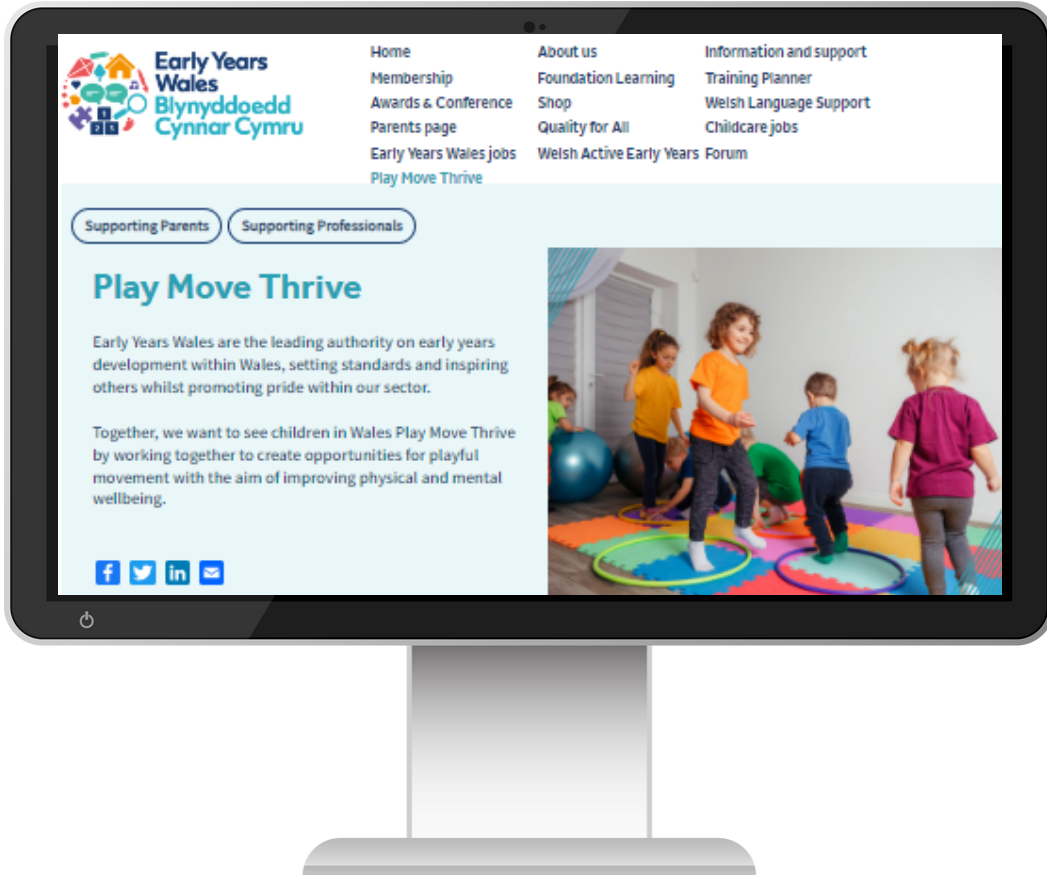 Early Years
Wales
Blynyddoedd
Cynnar Cymru
Home
About us
Information and support
Membership
Foundation Learning
Training Planner
Awards & Conference
Shop
Welsh Language Support
Parents page
Quality for All
Childcare jobs
Early Years Wales jobs
Welsh Active Early Years
Forum
Play Move Thrive
Supporting Parents
Supporting Professionals
Play Move Thrive
Early Years Wales are the leading authority on early years
development within Wales, setting standards and inspiring
others whilst promoting pride within our sector.
Together, we want to see children in Wales Play Move Thrive
by working together to create opportunities for playful
movement with the aim of improving physical and mental
wellbeing.